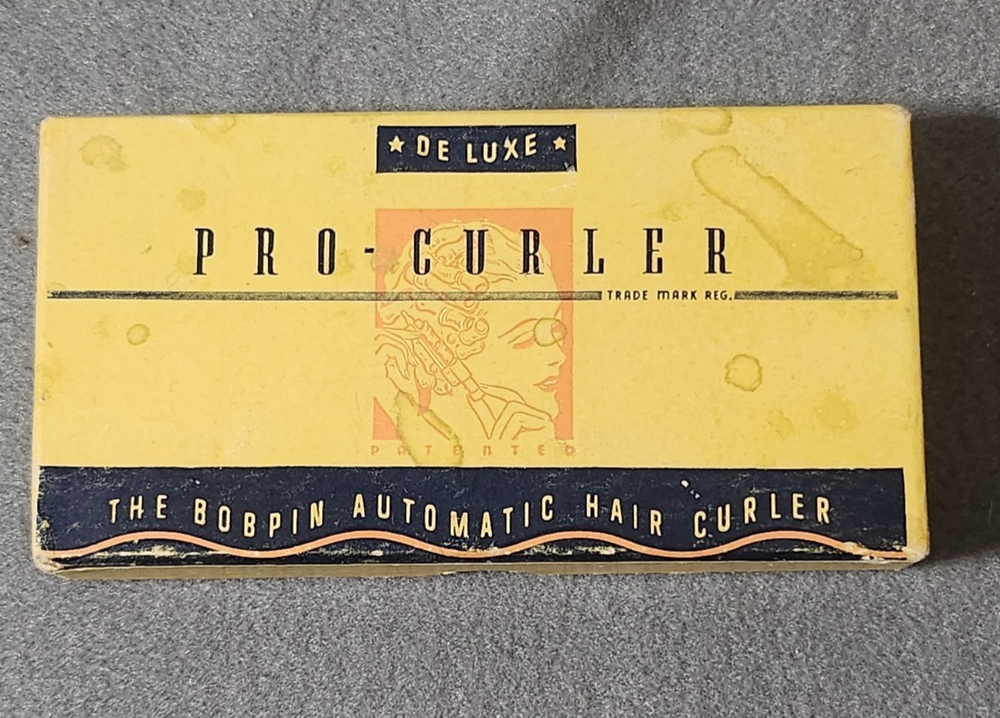 ★ DE LUXE ★
PRO-CURLER
TRADE MARK REG.
PATENTED
THE BOBPIN AUTOMATIC HAIR CURLER